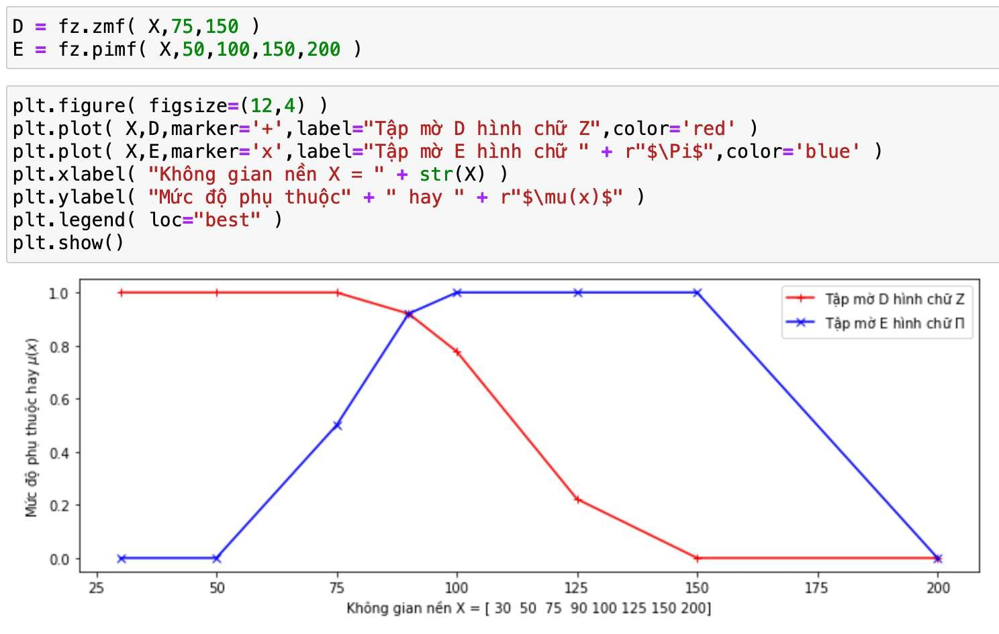 D = fz.zmf( X,75,150 )
E = fz.pimf( X,50,100,150,200 )
plt.figure( figsize=(12,4) )
plt.plot( X,D,marker='+',label="Tập mờ D hình chữ Z",color='red' )
plt.plot( X,E,marker='x',label="Tập mờ E hình chữ " + r"$\Pi$",color='blue' )
plt.xlabel( "Không gian nền X = " + str(X) )
plt.ylabel( "Mức độ phụ thuộc" + " hay " + r"$\mu(x)$" )
plt.legend( loc="best" )
plt.show()
Tập mờ D hình chữ Z
Tập mờ E hình chữ Π
Mức độ phụ thuộc hay μ(x)
1.0
0.8
0.6
0.4
0.2
0.0
25 50 75 100 125 150 175 200
Không gian nền X = [ 30 50 75 90 100 125 150 200]